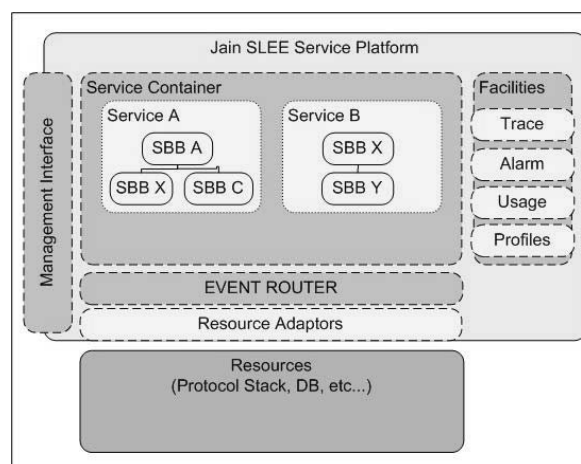 Jain SLEE Service Platform
Management Interface
Service Container
Service A
SBB A
SBB X
SBB C
Service B
SBB X
SBB Y
Facilities
Trace
Alarm
Usage
Profiles
EVENT ROUTER
Resource Adaptors
Resources
(Protocol Stack, DB, etc...)